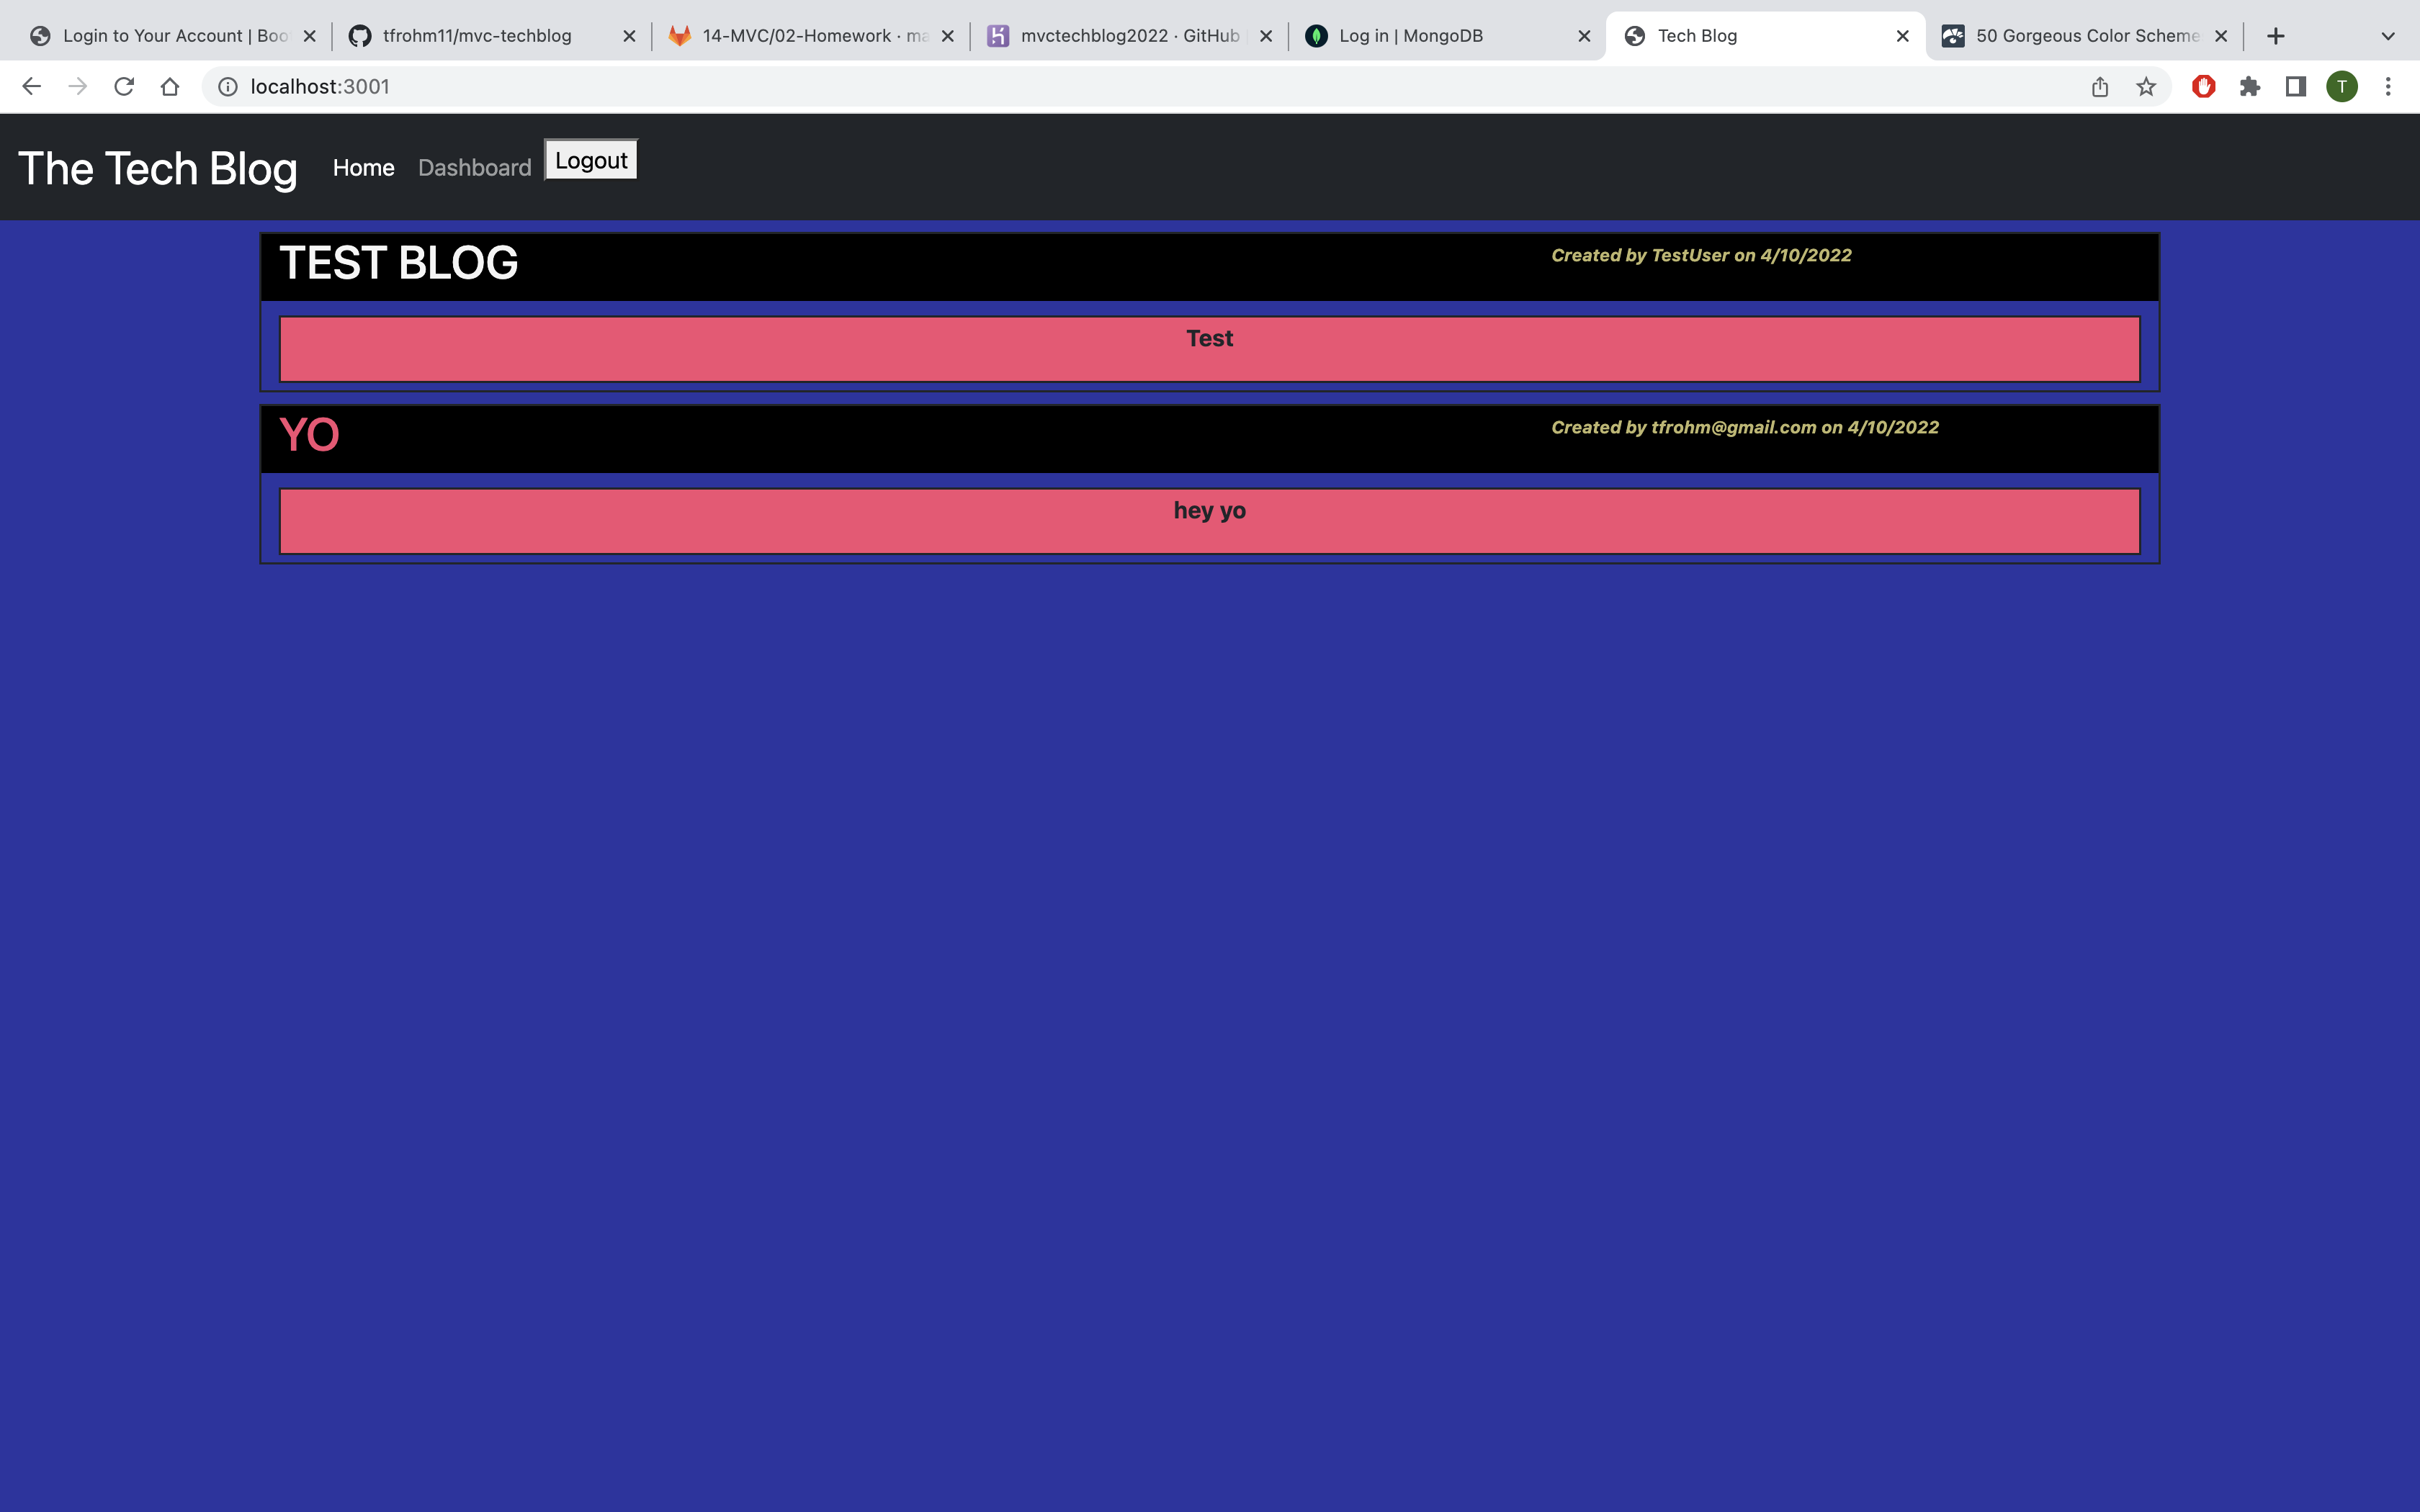 Login to Your Account | Boo
tfrohm11/mvc-techblog
14-MVC/02-Homework · ma
mvctechblog2022 · GitHub
Log in | MongoDB
Tech Blog
50 Gorgeous Color Scheme
localhost:3001
T
The Tech Blog Home Dashboard Logout
TEST BLOG Created by TestUser on 4/10/2022
Test
YO Created by tfrohm@gmail.com on 4/10/2022
hey yo